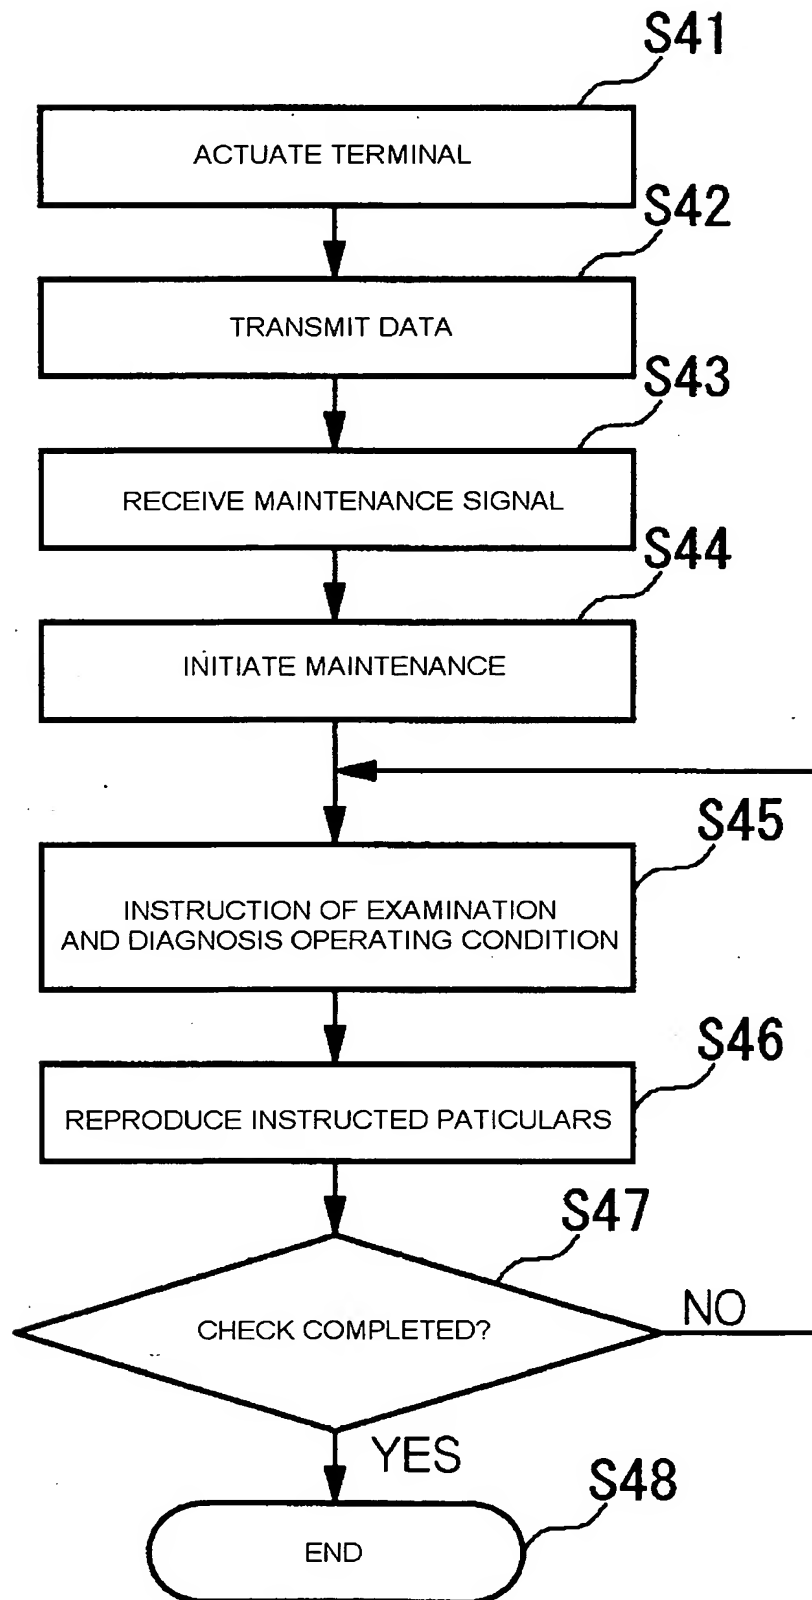 S41
ACTUATE TERMINAL
S42
TRANSMIT DATA
S43
RECEIVE MAINTENANCE SIGNAL
S44
INITIATE MAINTENANCE
S45
INSTRUCTION OF EXAMINATION
AND DIAGNOSIS OPERATING CONDITION
S46
REPRODUCE INSTRUCTED PATICULARS
S47
CHECK COMPLETED?
NO
YES
S48
END